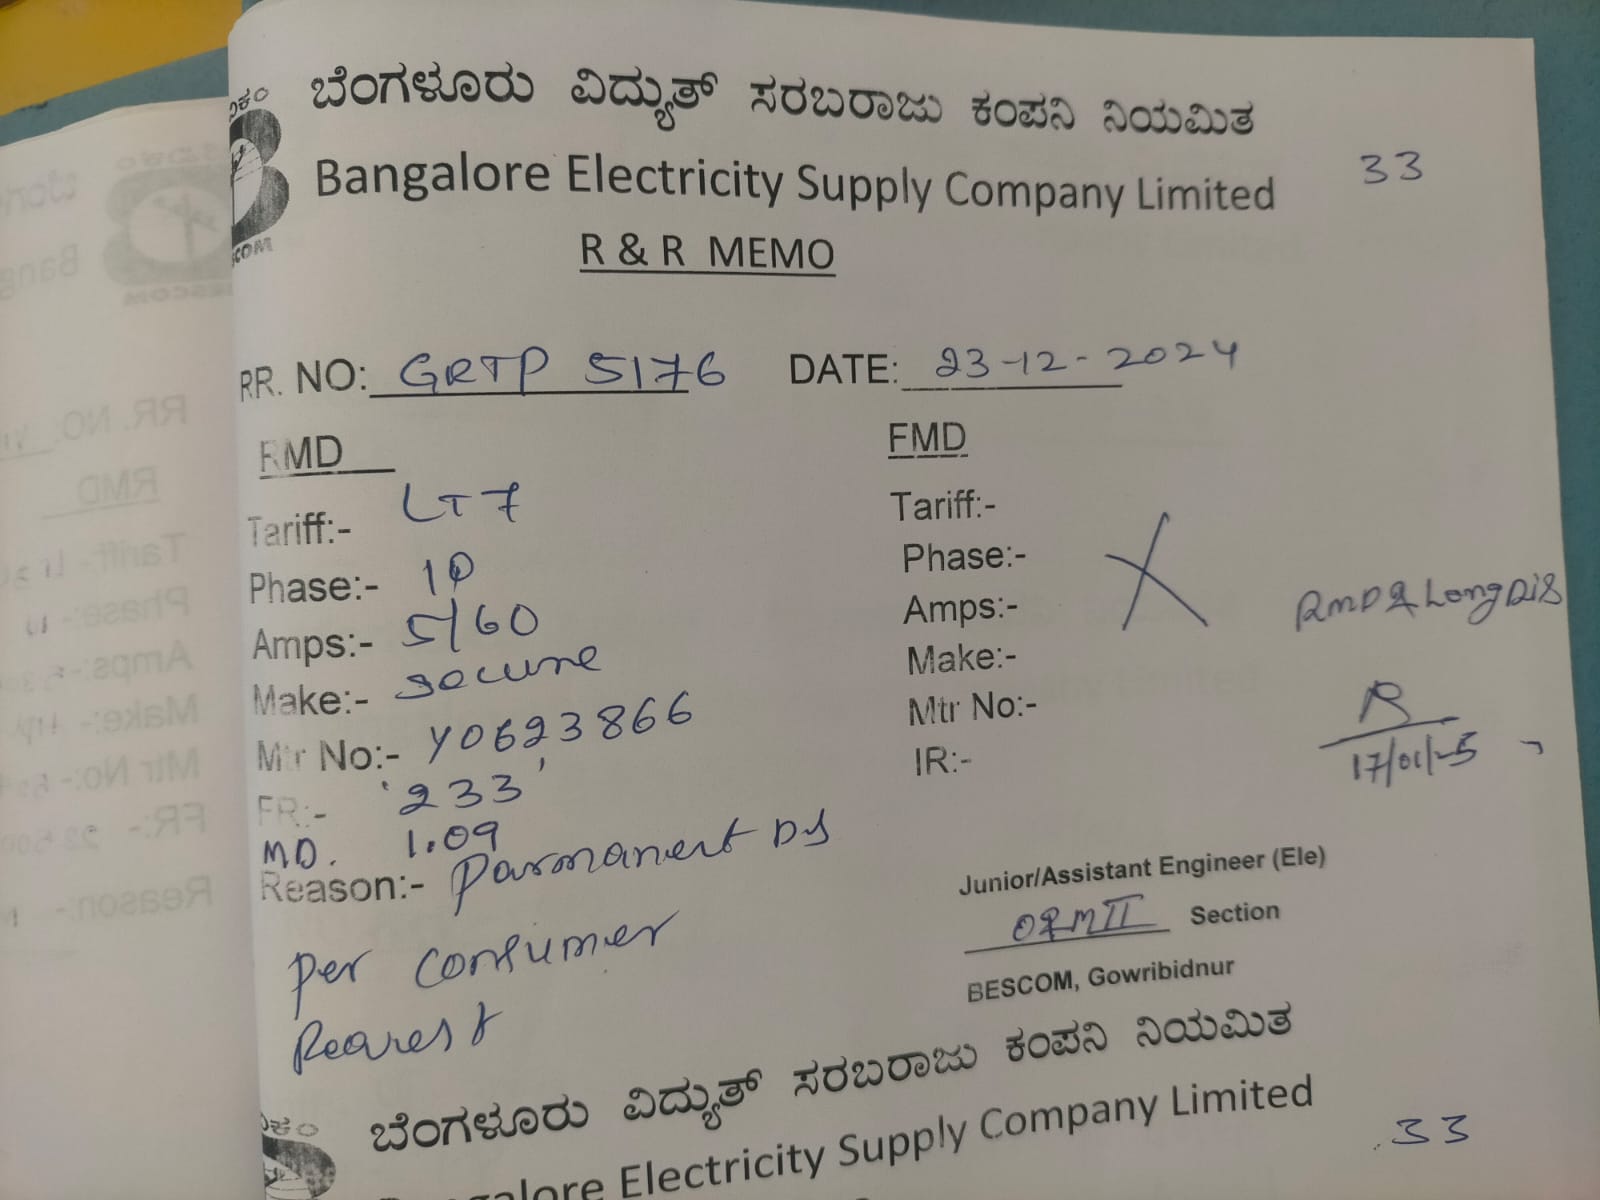 ಬೆಂಗಳೂರು ವಿದ್ಯುತ್ ಸರಬರಾಜು ಕಂಪನಿ ನಿಯಮಿತ
Bangalore Electricity Supply Company Limited 33
R & R MEMO
RR. NO: GRTP 5176 DATE: 23-12-2024
RMD
Tariff:- LT7
Phase:- 1Φ
Amps:- 5/60
Make:- Secure
Mtr No:- Y0623866
FR:- '233'
MD. 1.09
Reason:- Parmanent Dis
Per Consumer
Request
FMD
Tariff:-
Phase:-
Amps:-
Make:-
Mtr No:-
IR:-
RMD & Long Dis
17/01/25
Junior/Assistant Engineer (Ele)
O&M II Section
BESCOM, Gowribidnur
ಬೆಂಗಳೂರು ವಿದ್ಯುತ್ ಸರಬರಾಜು ಕಂಪನಿ ನಿಯಮಿತ
Bangalore Electricity Supply Company Limited
33